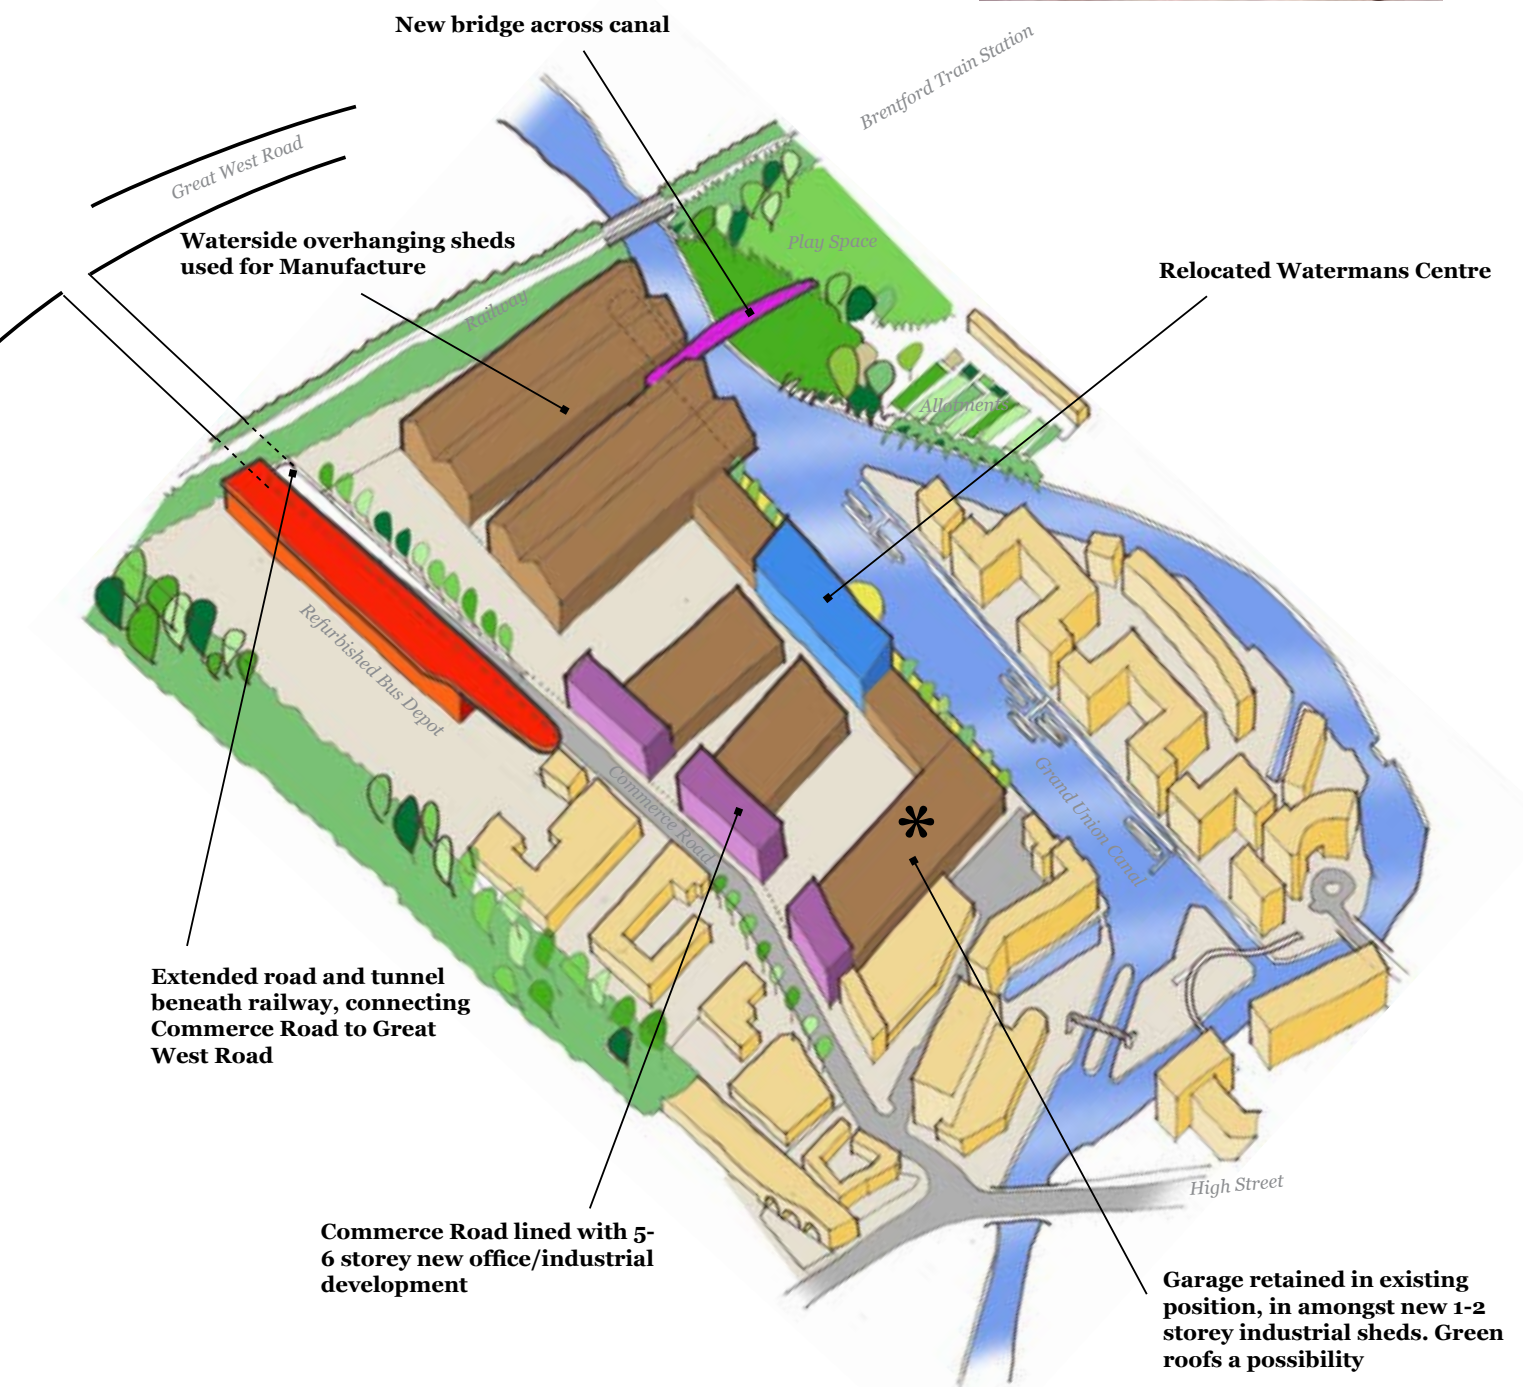 New bridge across canal
Brentford Train Station
Great West Road
Waterside overhanging sheds
used for Manufacture
Play Space
Relocated Watermans Centre
Railway
Allotments
Refurbished Bus Depot
Commerce Road
*
Grand Union Canal
Extended road and tunnel
beneath railway, connecting
Commerce Road to Great
West Road
High Street
Commerce Road lined with 5-
6 storey new office/industrial
development
Garage retained in existing
position, in amongst new 1-2
storey industrial sheds. Green
roofs a possibility